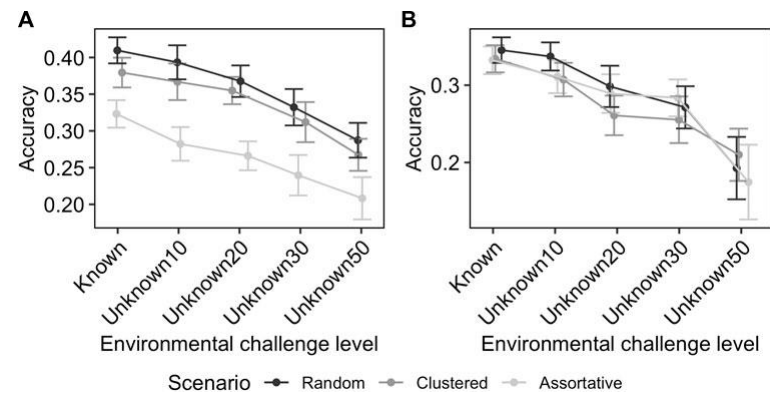 A
Accuracy
0.40
0.35
0.30
0.25
0.20
Known
Unknown10
Unknown20
Unknown30
Unknown50
Environmental challenge level
B
Accuracy
0.3
0.2
Known
Unknown10
Unknown20
Unknown30
Unknown50
Environmental challenge level
Scenario Random Clustered Assortative